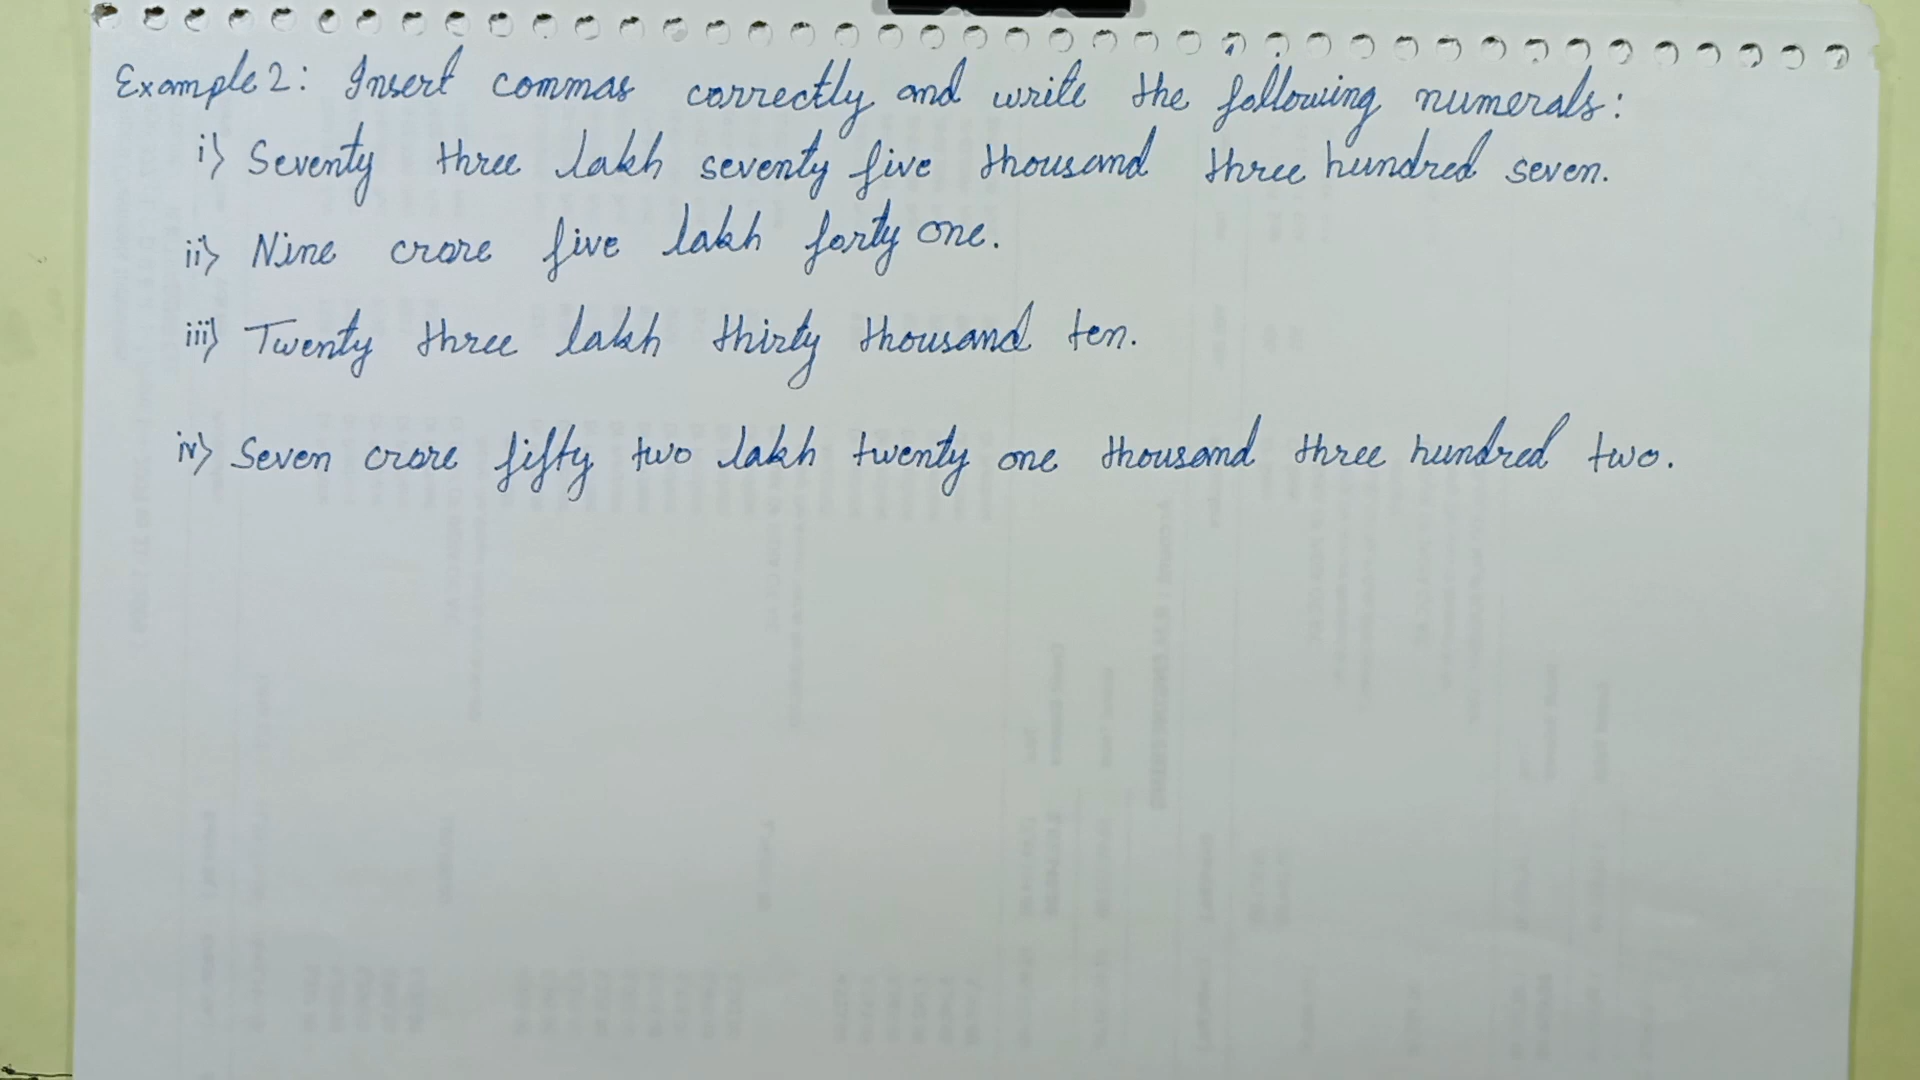 Example 2: Insert commas correctly and write the following numerals:
i) Seventy three lakh seventy five thousand three hundred seven.
ii) Nine crore five lakh forty one.
iii) Twenty three lakh thirty thousand ten.
iv) Seven crore fifty two lakh twenty one thousand three hundred two.